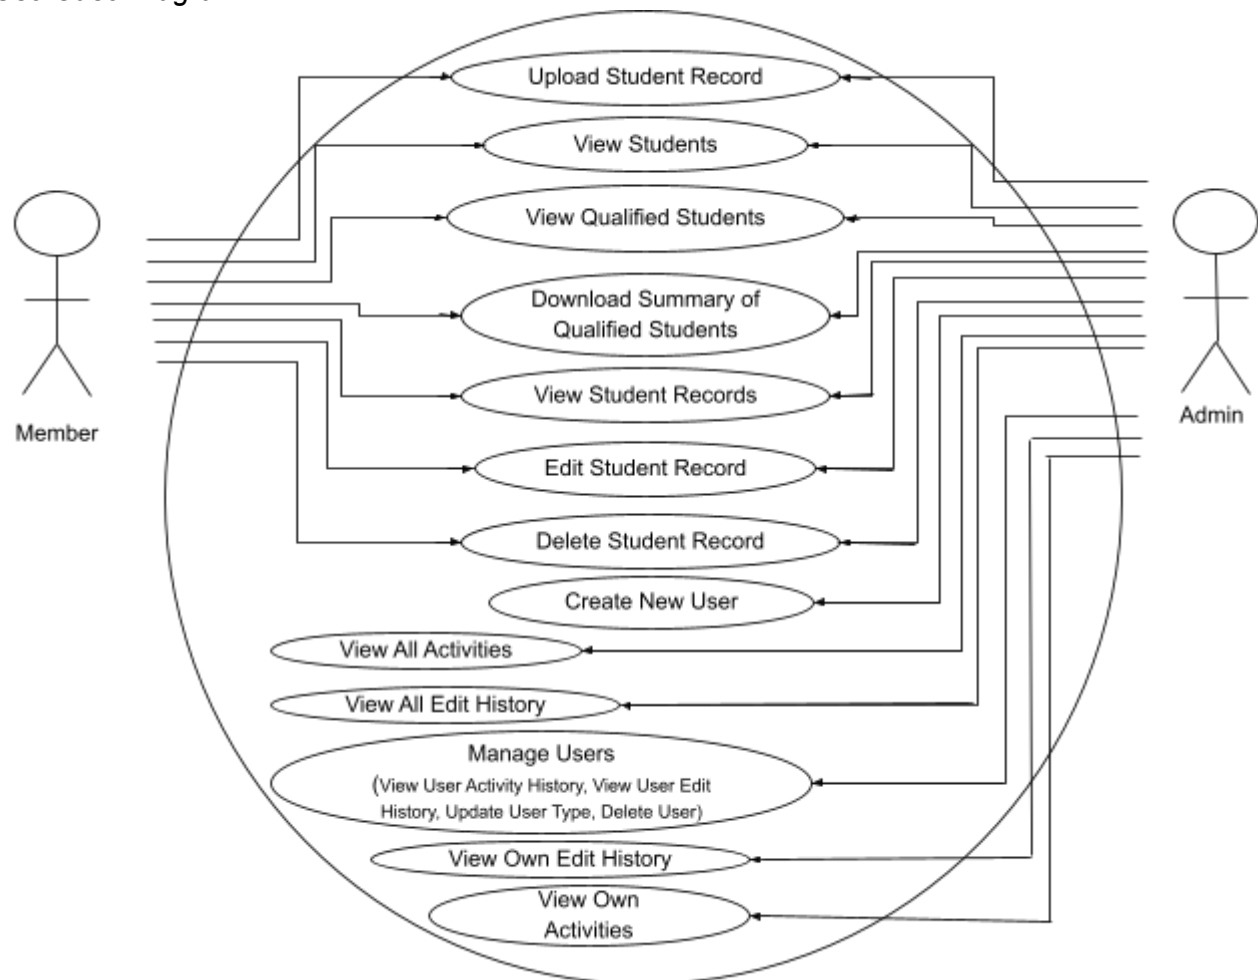 Upload Student Record
View Students
View Qualified Students
Download Summary of
Qualified Students
View Student Records
Member
Admin
Edit Student Record
Delete Student Record
Create New User
View All Activities
View All Edit History
Manage Users
(View User Activity History, View User Edit
History, Update User Type, Delete User)
View Own Edit History
View Own
Activities